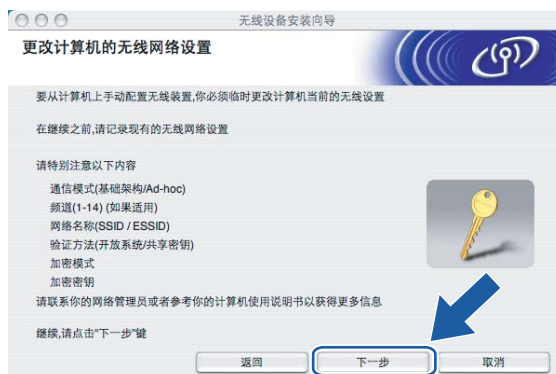 无线设备安装向导
更改计算机的无线网络设置
要从计算机上手动配置无线装置,你必须临时更改计算机当前的无线设置
在继续之前,请记录现有的无线网络设置
请特别注意以下内容
通信模式(基础架构/Ad-hoc)
频道(1-14) (如果适用)
网络名称(SSID / ESSID)
验证方法(开放系统/共享密钥)
加密模式
加密密钥
请联系你的网络管理员或者参考你的计算机使用说明书以获得更多信息
继续,请点击"下一步"键
返回
下一步
取消